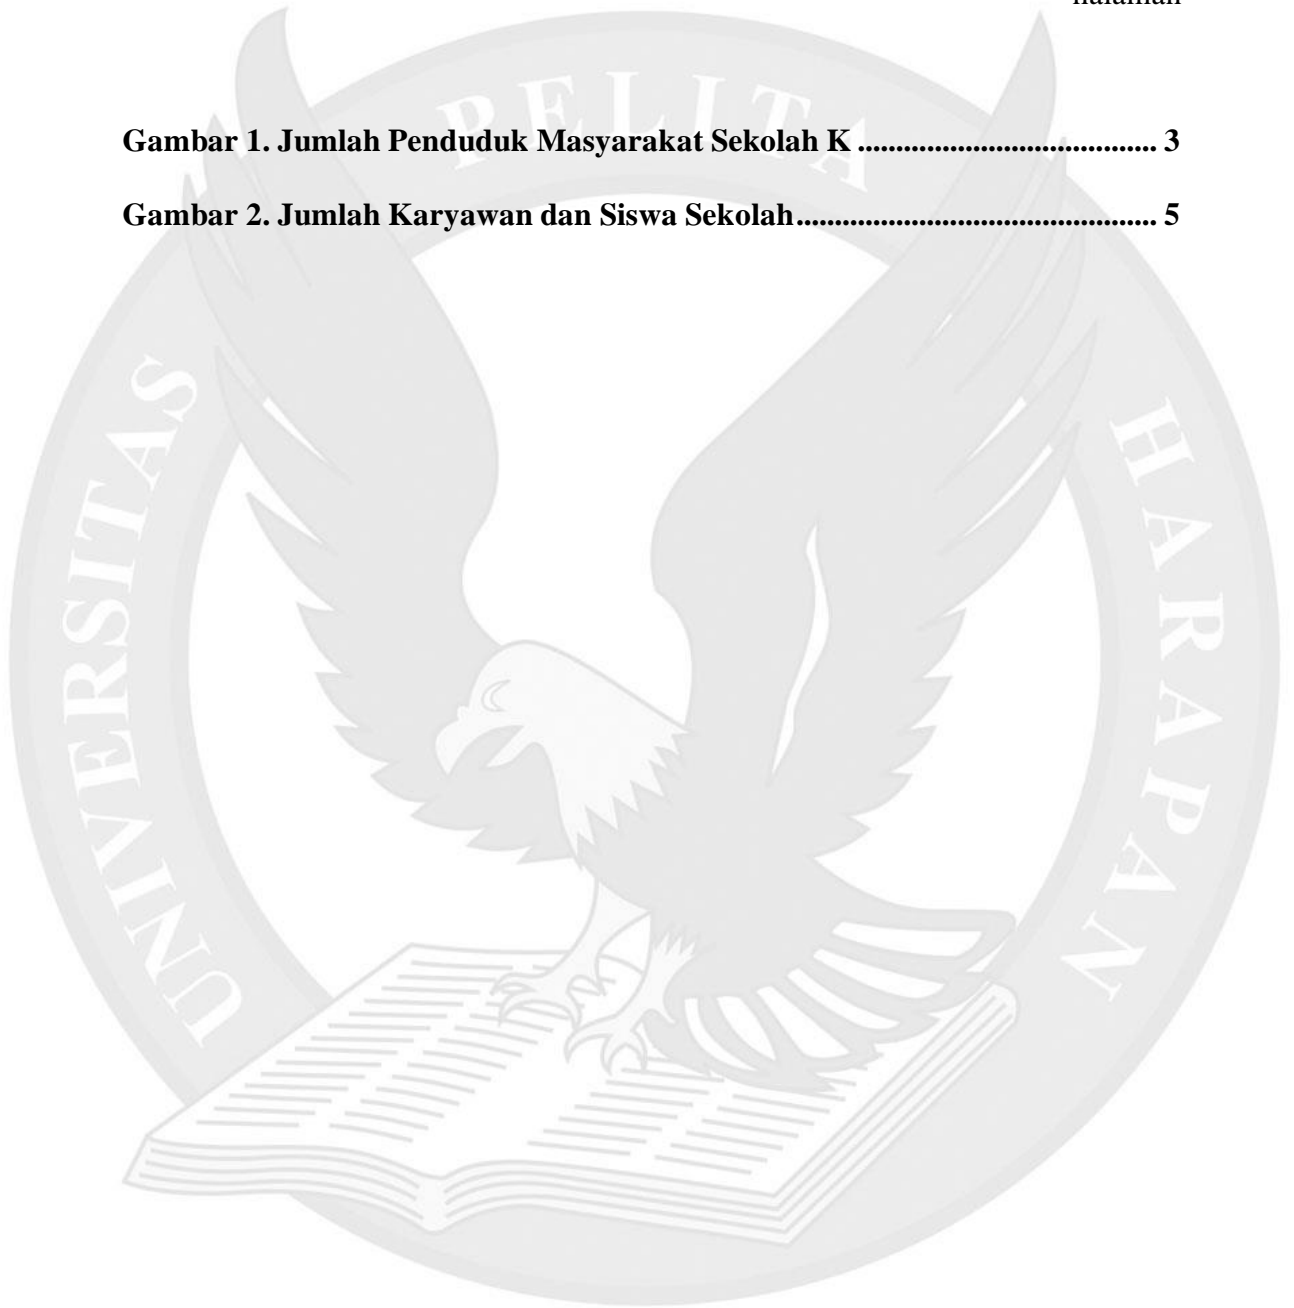 halaman
Gambar 1. Jumlah Penduduk Masyarakat Sekolah K ....................................... 3
Gambar 2. Jumlah Karyawan dan Siswa Sekolah............................................... 5
UNIVERSITAS PELITA HARAPAN